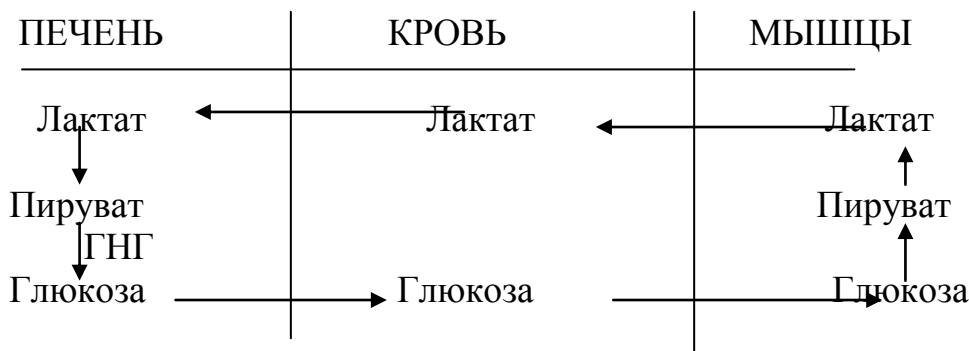 ПЕЧЕНЬ КРОВЬ МЫШЦЫ
Лактат Лактат Лактат
Пируват Пируват
ГНГ
Глюкоза Глюкоза Глюкоза